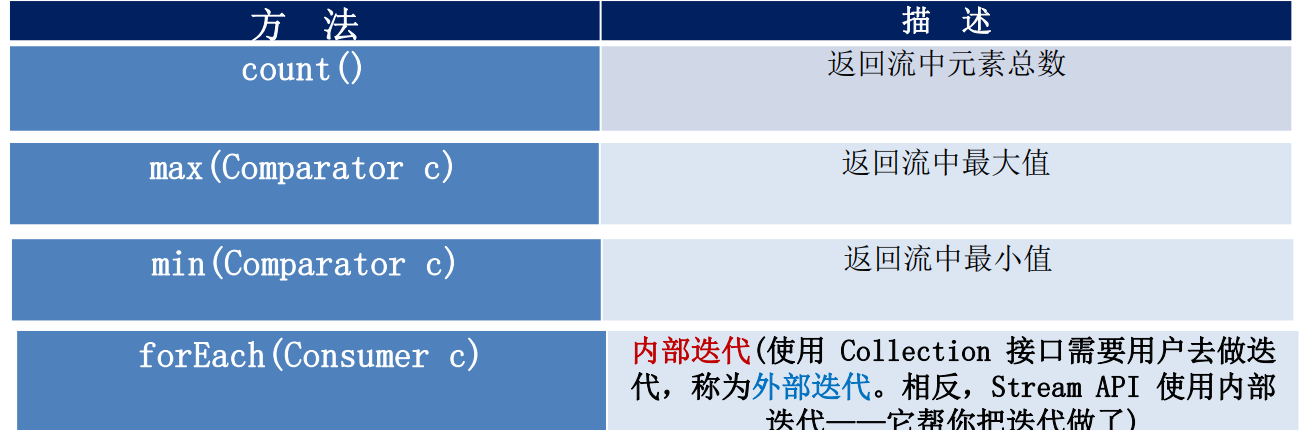 方 法
描 述
count()
返回流中元素总数
max(Comparator c)
返回流中最大值
min(Comparator c)
返回流中最小值
forEach(Consumer c)
内部迭代(使用 Collection 接口需要用户去做迭
代，称为外部迭代。相反，Stream API 使用内部
迭代——它帮你把迭代做了)